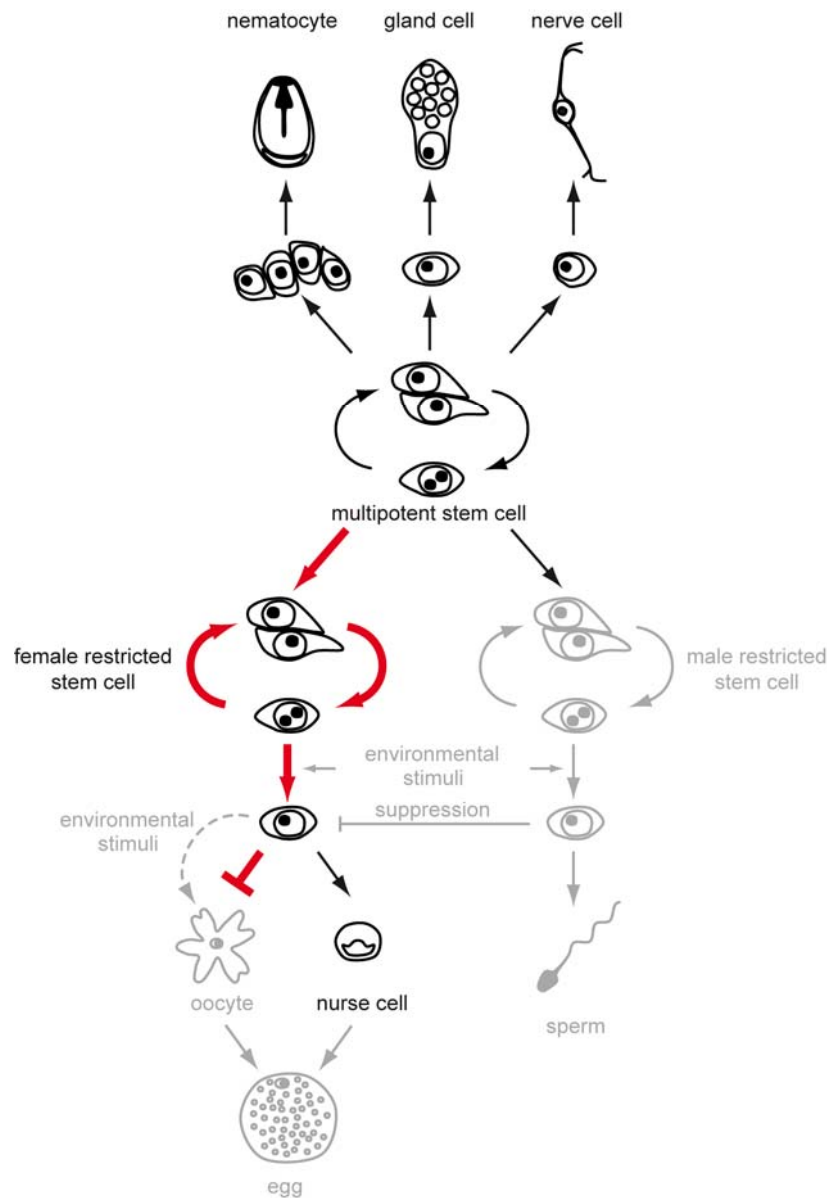 nematocyte
gland cell
nerve cell
multipotent stem cell
female restricted
stem cell
male restricted
stem cell
environmental
stimuli
suppression
environmental
stimuli
oocyte
nurse cell
sperm
egg